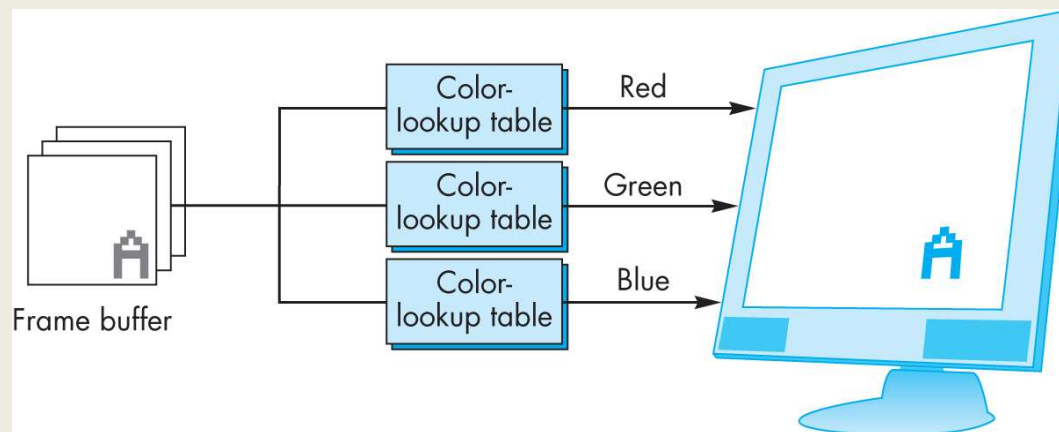 Color-
lookup table
Red
Color-
lookup table
Green
Color-
lookup table
Blue
A
Frame buffer
A